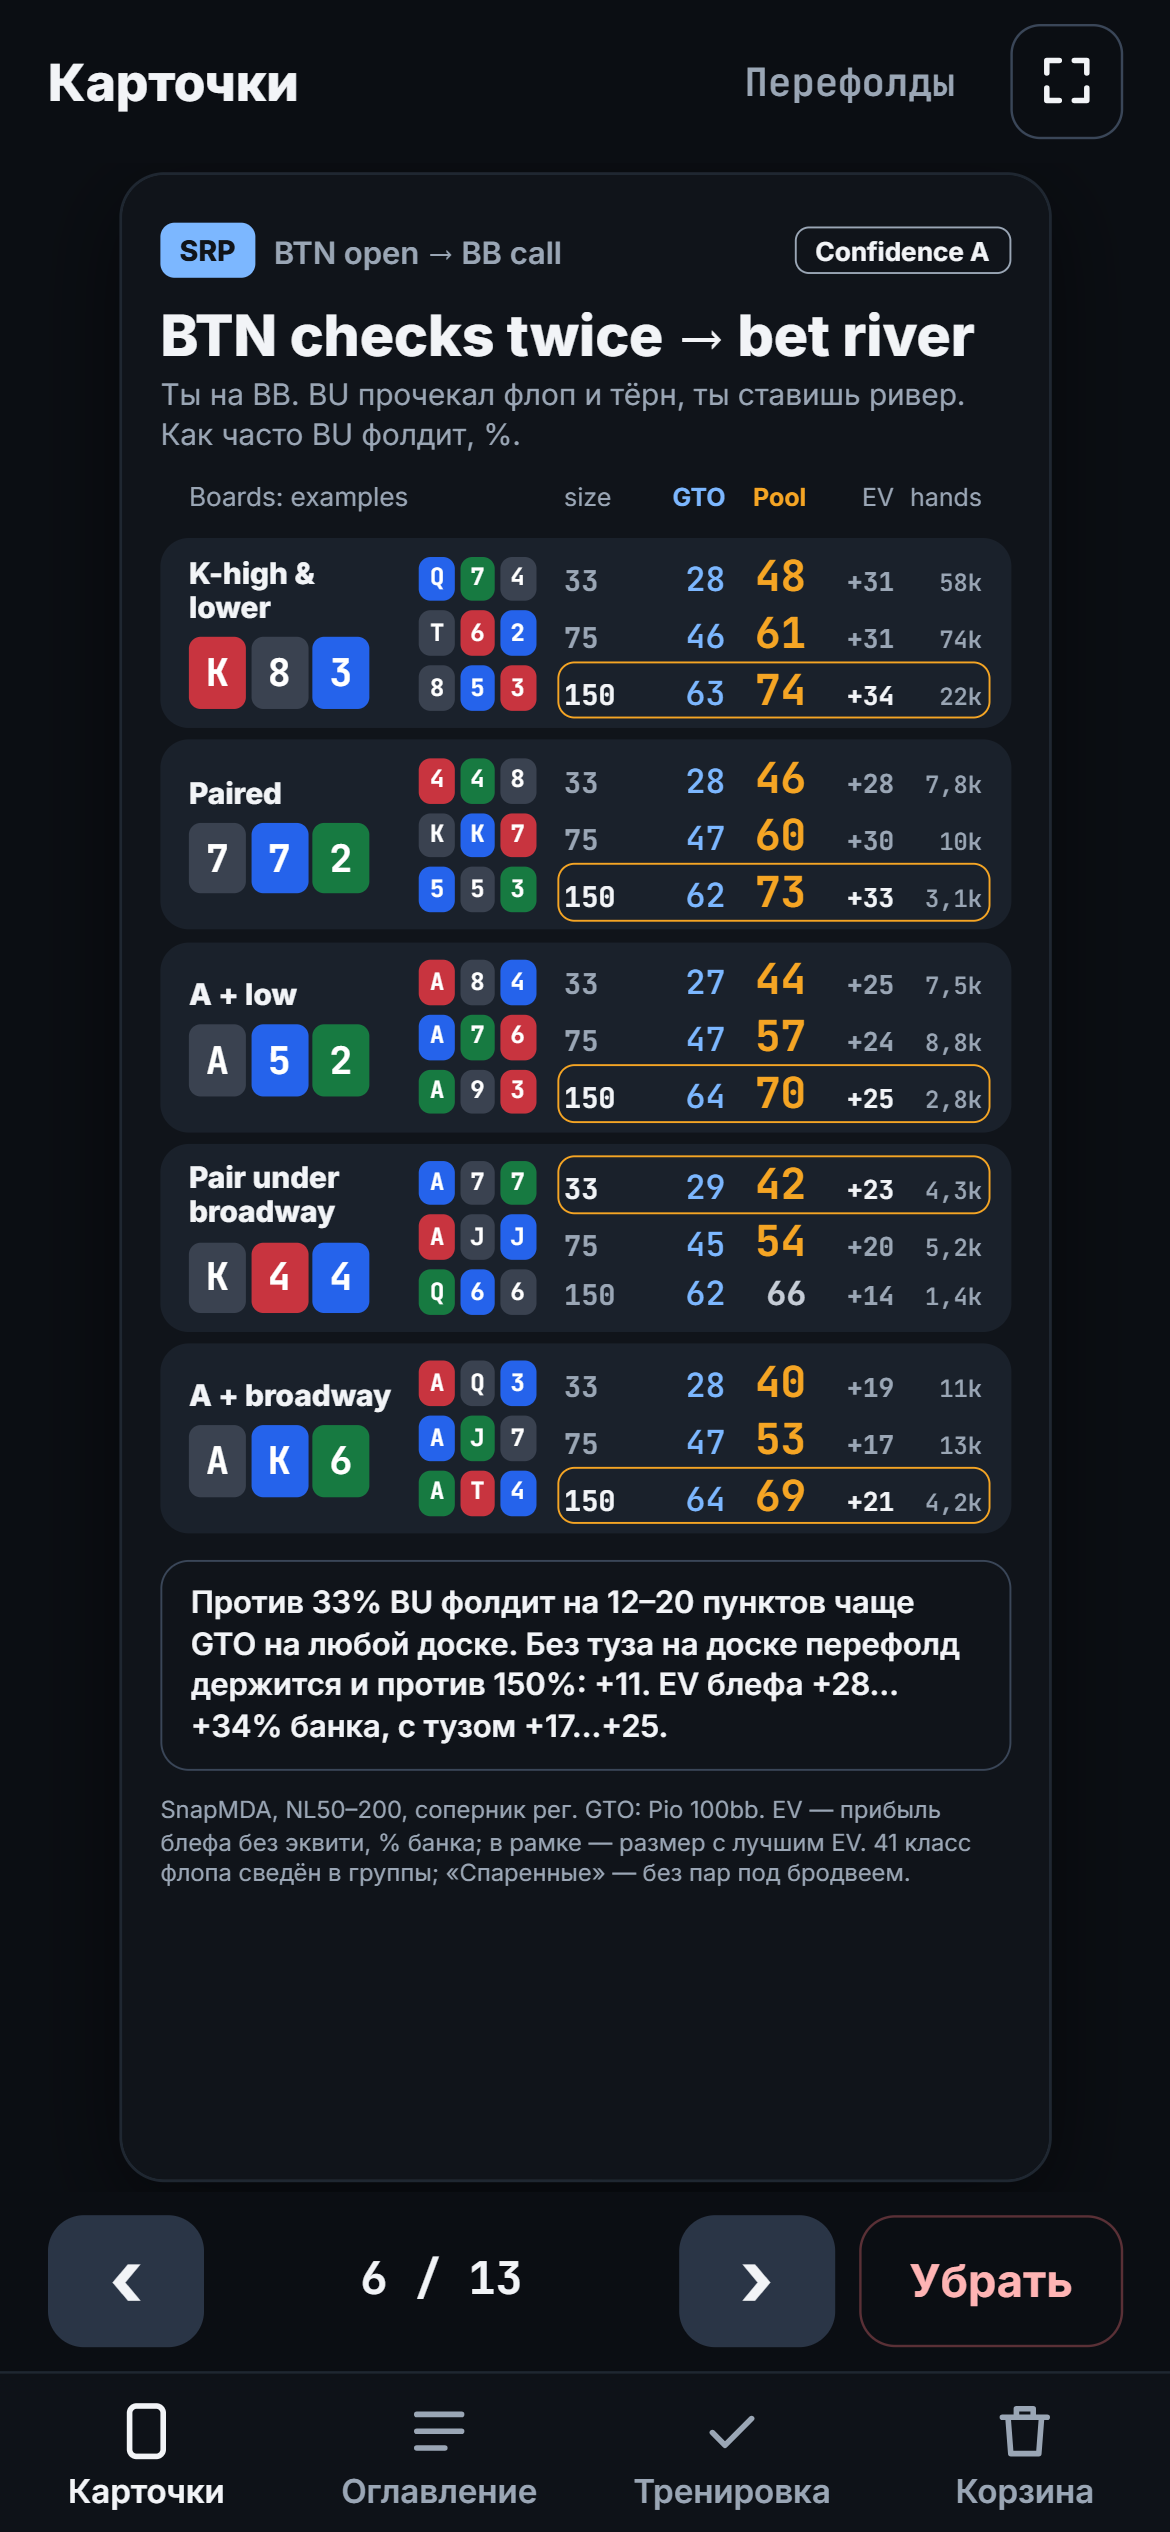 Карточки
Перефолды
SRP BTN open → BB call Confidence A
BTN checks twice → bet river
Ты на BB. BU прочекал флоп и тёрн, ты ставишь ривер.
Как часто BU фолдит, %.
Boards: examples size GTO Pool EV hands
K-high &
lower
K 8 3
Q 7 4 33 28 48 +31 58k
T 6 2 75 46 61 +31 74k
8 5 3 150 63 74 +34 22k
Paired
7 7 2
4 4 8 33 28 46 +28 7,8k
K K 7 75 47 60 +30 10k
5 5 3 150 62 73 +33 3,1k
A + low
A 5 2
A 8 4 33 27 44 +25 7,5k
A 7 6 75 47 57 +24 8,8k
A 9 3 150 64 70 +25 2,8k
Pair under
broadway
K 4 4
A 7 7 33 29 42 +23 4,3k
A J J 75 45 54 +20 5,2k
Q 6 6 150 62 66 +14 1,4k
A + broadway
A K 6
A Q 3 33 28 40 +19 11k
A J 7 75 47 53 +17 13k
A T 4 150 64 69 +21 4,2k
Против 33% BU фолдит на 12–20 пунктов чаще
GTO на любой доске. Без туза на доске перефолд
держится и против 150%: +11. EV блефа +28…
+34% банка, с тузом +17…+25.
SnapMDA, NL50–200, соперник рег. GTO: Pio 100bb. EV — прибыль
блефа без эквити, % банка; в рамке — размер с лучшим EV. 41 класс
флопа сведён в группы; «Спаренные» — без пар под бродвеем.
‹ 6 / 13 › Убрать
Карточки Оглавление Тренировка Корзина